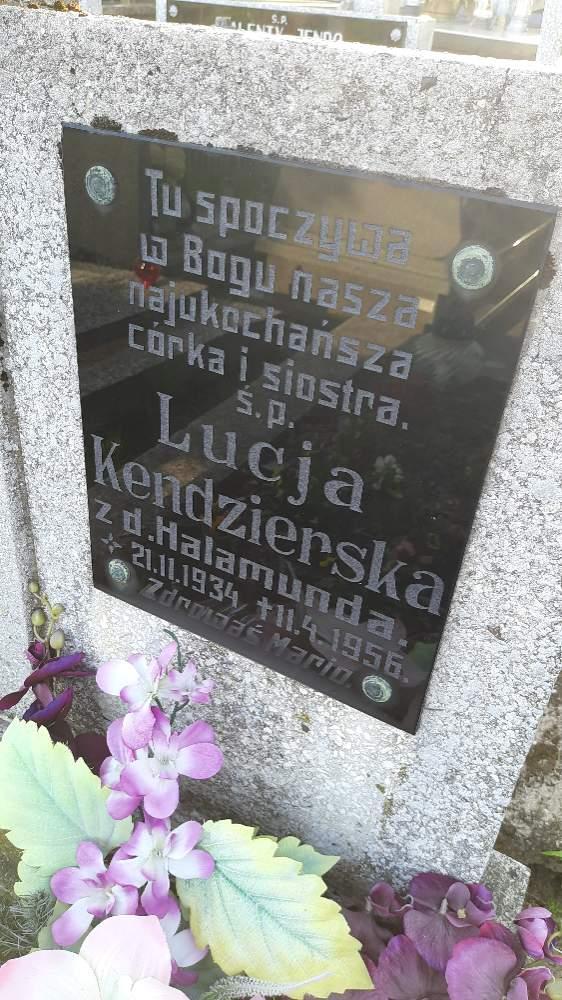 Ś.P.
Tu spoczywa
w Bogu nasza
najukochańsza
córka i siostra.
ś.p.
Lucja
Kendzierska
z d. Halamunda.
21.11.1934 ✝11.4.1956.
Zdrowaś Mario.